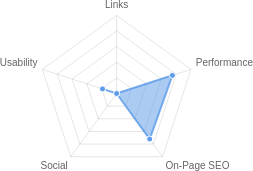 Links
Usability
Performance
Social
On-Page SEO